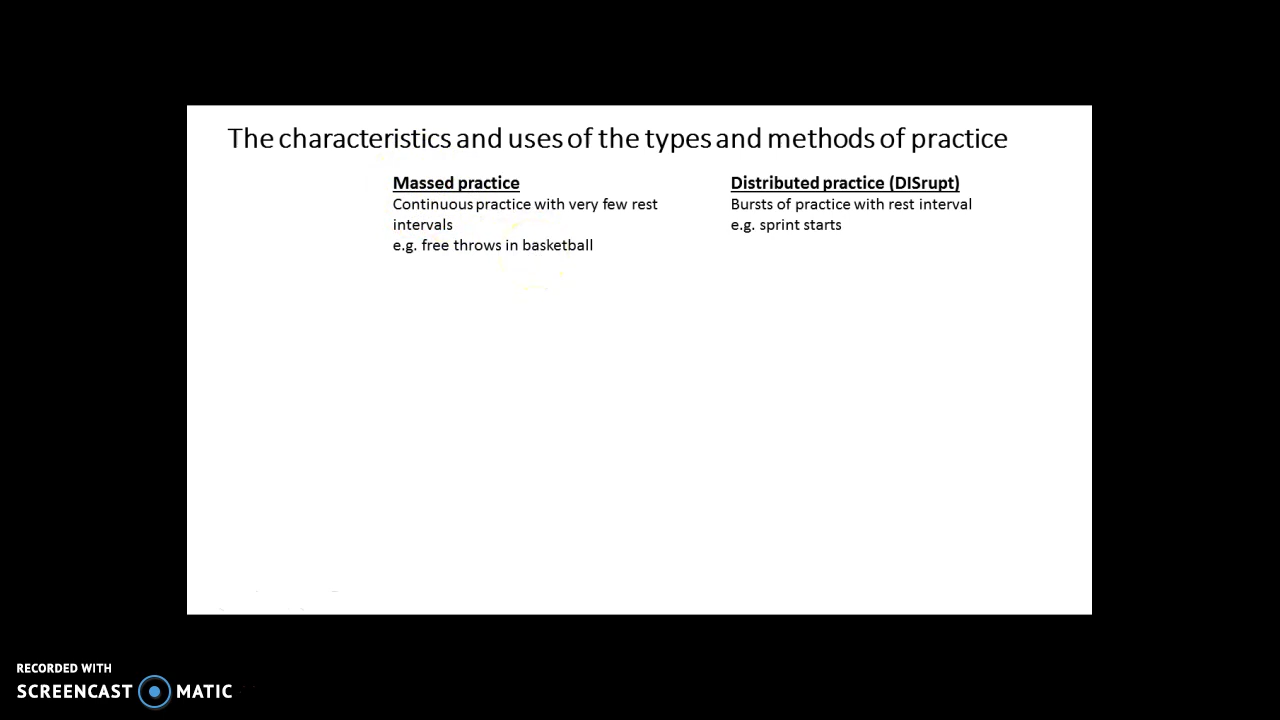 The characteristics and uses of the types and methods of practice
Massed practice
Continuous practice with very few rest
intervals
e.g. free throws in basketball
Distributed practice (DISrupt)
Bursts of practice with rest interval
e.g. sprint starts
RECORDED WITH
SCREENCAST MATIC